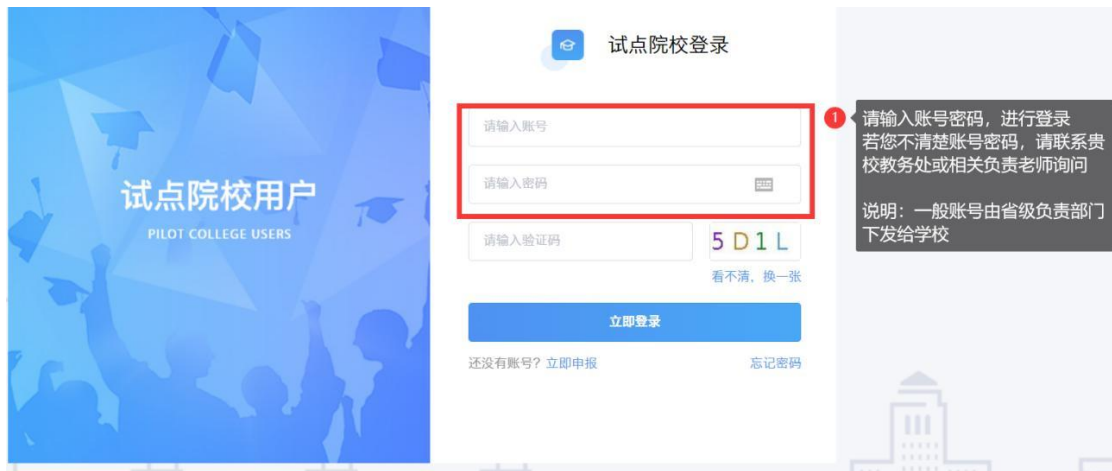 试点院校用户
PILOT COLLEGE USERS
试点院校登录
请输入账号
请输入密码
请输入验证码
5D1L
看不清，换一张
立即登录
还没有账号？立即申报
忘记密码
1
请输入账号密码，进行登录
若您不清楚账号密码，请联系贵
校教务处或相关负责老师询问
说明：一般账号由省级负责部门
下发给学校